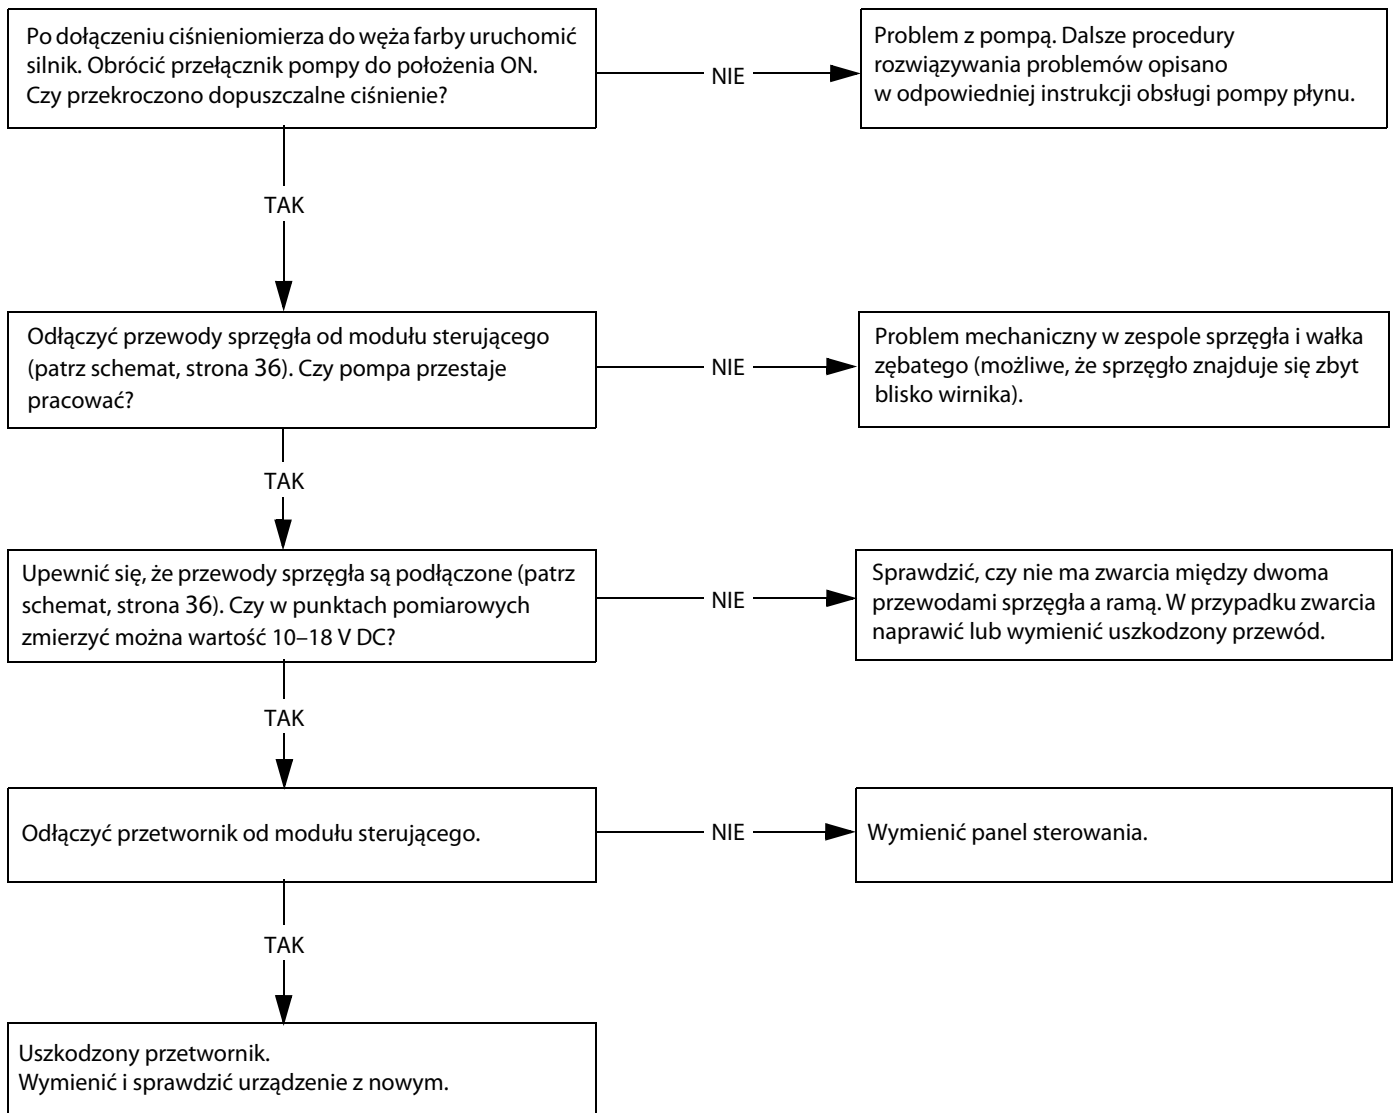 Po dołączeniu ciśnieniomierza do węża farby uruchomić
silnik. Obrócić przełącznik pompy do położenia ON.
Czy przekroczono dopuszczalne ciśnienie?
NIE
Problem z pompą. Dalsze procedury
rozwiązywania problemów opisano
w odpowiedniej instrukcji obsługi pompy płynu.
TAK
Odłączyć przewody sprzęgła od modułu sterującego
(patrz schemat, strona 36). Czy pompa przestaje
pracować?
NIE
Problem mechaniczny w zespole sprzęgła i wałka
zębatego (możliwe, że sprzęgło znajduje się zbyt
blisko wirnika).
TAK
Upewnić się, że przewody sprzęgła są podłączone (patrz
schemat, strona 36). Czy w punktach pomiarowych
zmierzyć można wartość 10–18 V DC?
NIE
Sprawdzić, czy nie ma zwarcia między dwoma
przewodami sprzęgła a ramą. W przypadku zwarcia
naprawić lub wymienić uszkodzony przewód.
TAK
Odłączyć przetwornik od modułu sterującego.
NIE
Wymienić panel sterowania.
TAK
Uszkodzony przetwornik.
Wymienić i sprawdzić urządzenie z nowym.